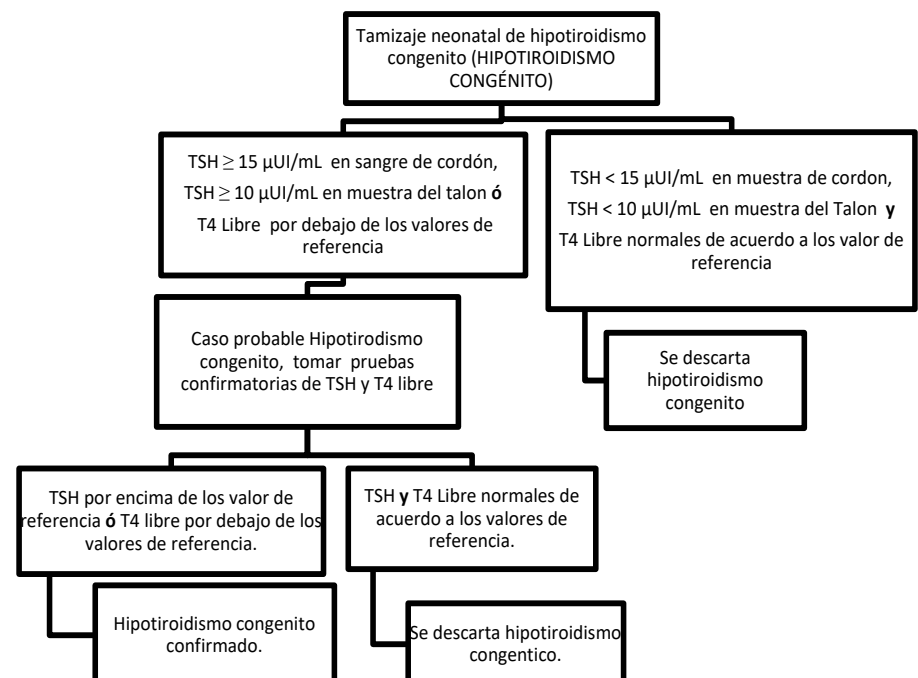 Tamizaje neonatal de hipotiroidismo
congenito (HIPOTIROIDISMO
CONGÉNITO)
TSH ≥ 15 µUI/mL en sangre de cordón,
TSH ≥ 10 µUI/mL en muestra del talon ó
T4 Libre por debajo de los valores de
referencia
TSH < 15 µUI/mL en muestra de cordon,
TSH < 10 µUI/mL en muestra del Talon y
T4 Libre normales de acuerdo a los valor de
referencia
Caso probable Hipotirodismo
congenito, tomar pruebas
confirmatorias de TSH y T4 libre
Se descarta
hipotiroidismo
congenito
TSH por encima de los valor de
referencia ó T4 libre por debajo de los
valores de referencia.
TSH y T4 Libre normales de
acuerdo a los valores de
referencia.
Hipotiroidismo congenito
confirmado.
Se descarta hipotiroidismo
congentico.